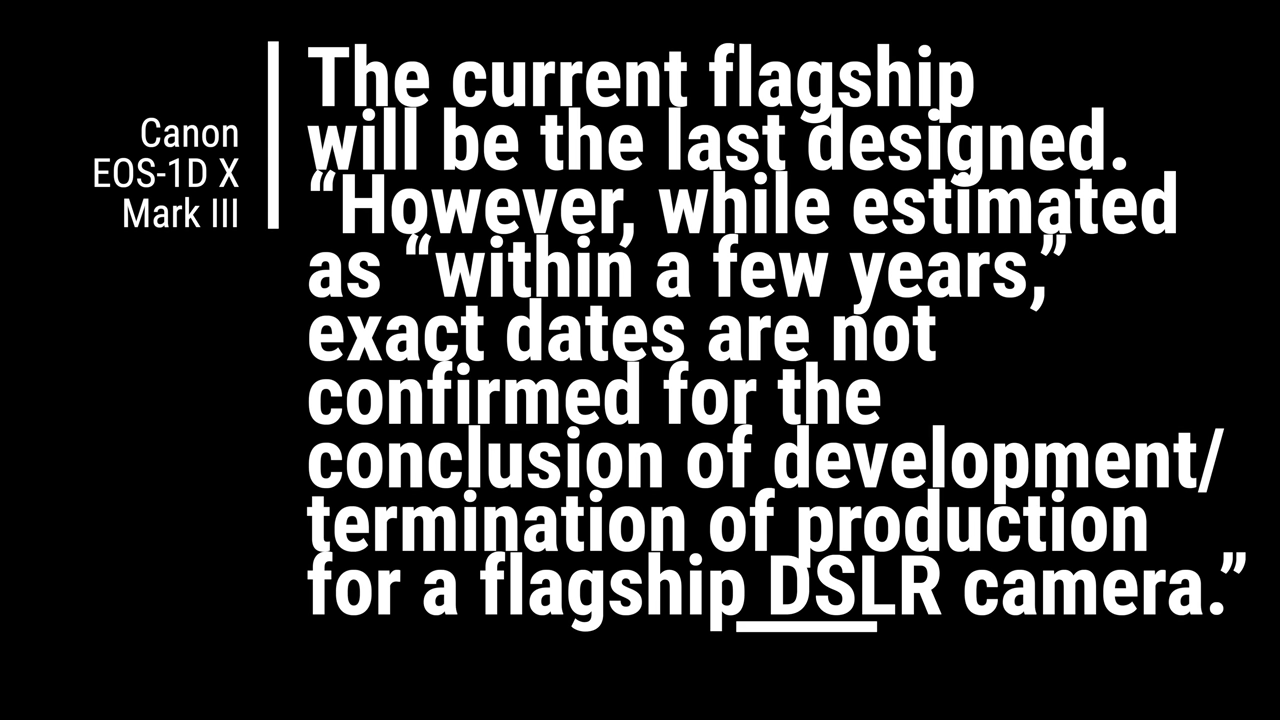 Canon
EOS-1D X
Mark III
The current flagship
will be the last designed.
“However, while estimated
as “within a few years,”
exact dates are not
confirmed for the
conclusion of development/
termination of production
for a flagship DSLR camera.”